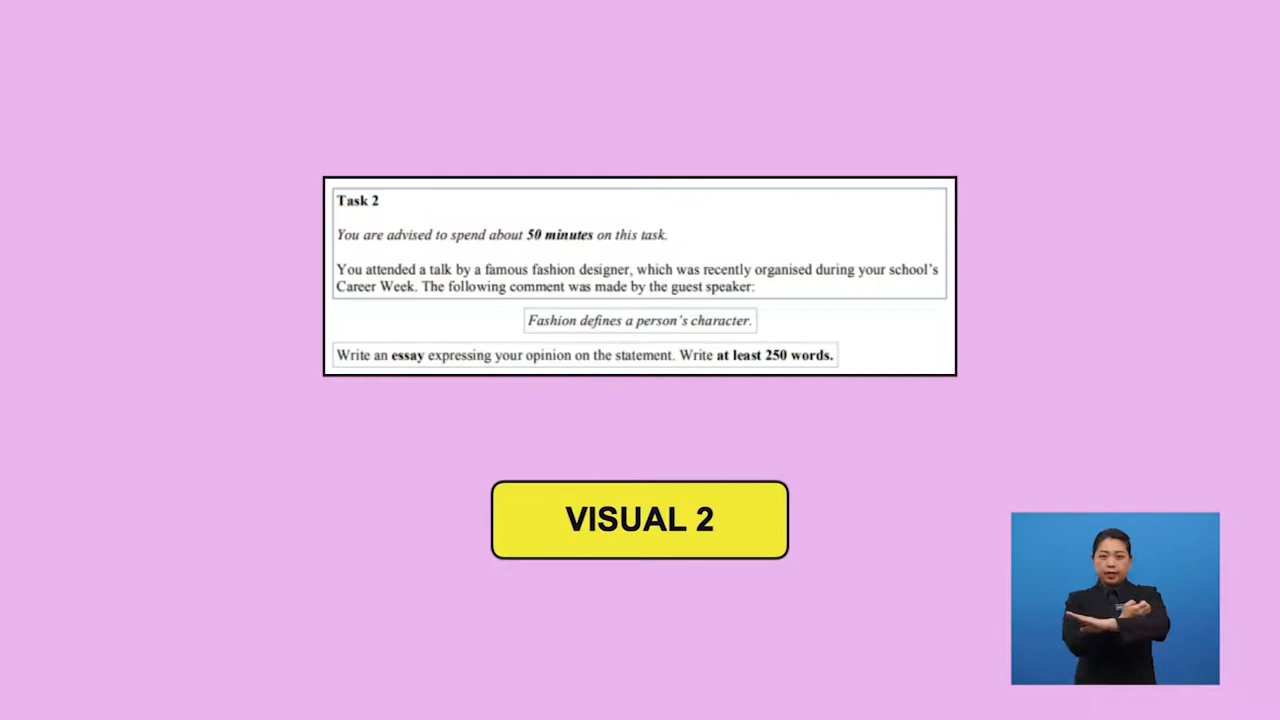 Task 2
You are advised to spend about 50 minutes on this task.
You attended a talk by a famous fashion designer, which was recently organised during your school's
Career Week. The following comment was made by the guest speaker:
Fashion defines a person's character.
Write an essay expressing your opinion on the statement. Write at least 250 words.
VISUAL 2